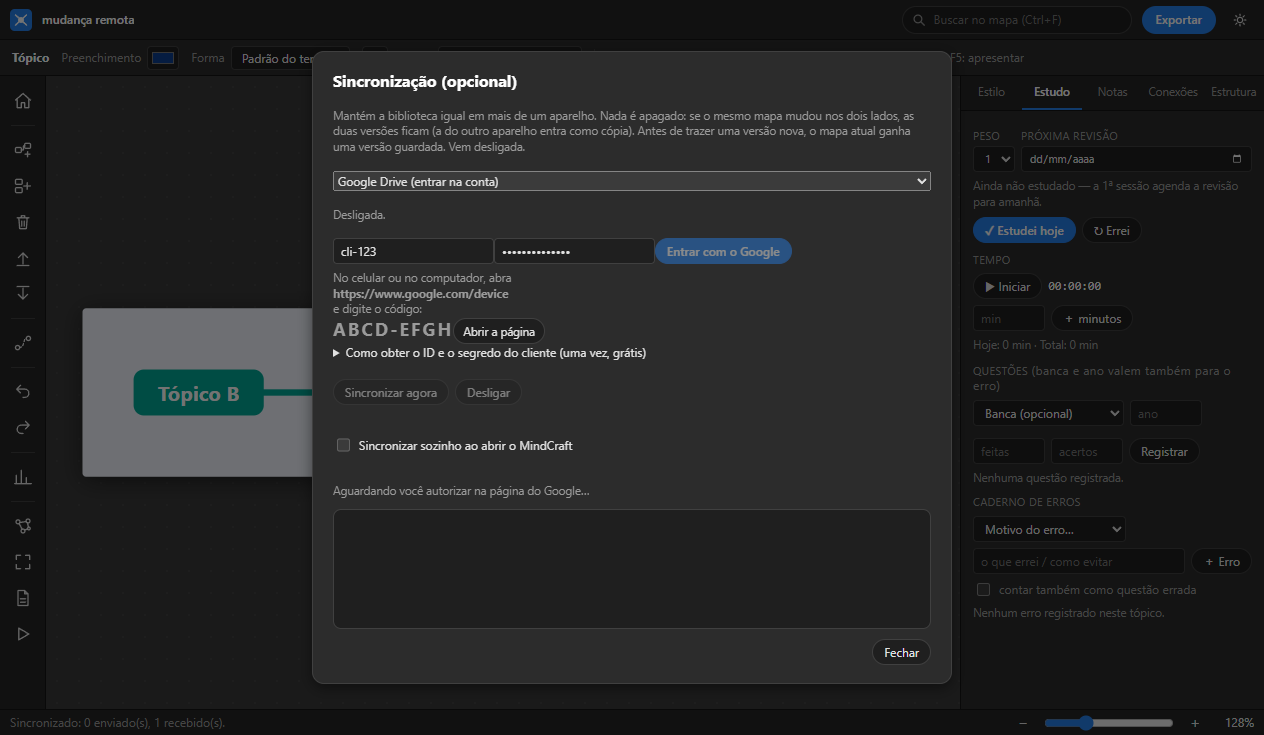 mudança remota
Buscar no mapa (Ctrl+F)
Exportar
Tópico
Preenchimento
Forma
Padrão do ter
F5: apresentar
Sincronização (opcional)
Mantém a biblioteca igual em mais de um aparelho. Nada é apagado: se o mesmo mapa mudou nos dois lados, as
duas versões ficam (a do outro aparelho entra como cópia). Antes de trazer uma versão nova, o mapa atual ganha
uma versão guardada. Vem desligada.
Google Drive (entrar na conta)
Desligada.
cli-123
••••••••••••••
Entrar com o Google
No celular ou no computador, abra
https://www.google.com/device
e digite o código:
ABCD-EFGH
Abrir a página
Como obter o ID e o segredo do cliente (uma vez, grátis)
Sincronizar agora
Desligar
Sincronizar sozinho ao abrir o MindCraft
Aguardando você autorizar na página do Google...
Fechar
Tópico B
Estilo
Estudo
Notas
Conexões
Estrutura
PESO
PRÓXIMA REVISÃO
1
dd/mm/aaaa
Ainda não estudado — a 1ª sessão agenda a revisão
para amanhã.
✓ Estudei hoje
↻ Errei
TEMPO
▶ Iniciar
00:00:00
min
+ minutos
Hoje: 0 min · Total: 0 min
QUESTÕES (banca e ano valem também para o
erro)
Banca (opcional)
ano
feitas
acertos
Registrar
Nenhuma questão registrada.
CADERNO DE ERROS
Motivo do erro...
o que errei / como evitar
+ Erro
contar também como questão errada
Nenhum erro registrado neste tópico.
Sincronizado: 0 enviado(s), 1 recebido(s).
−
+
128%